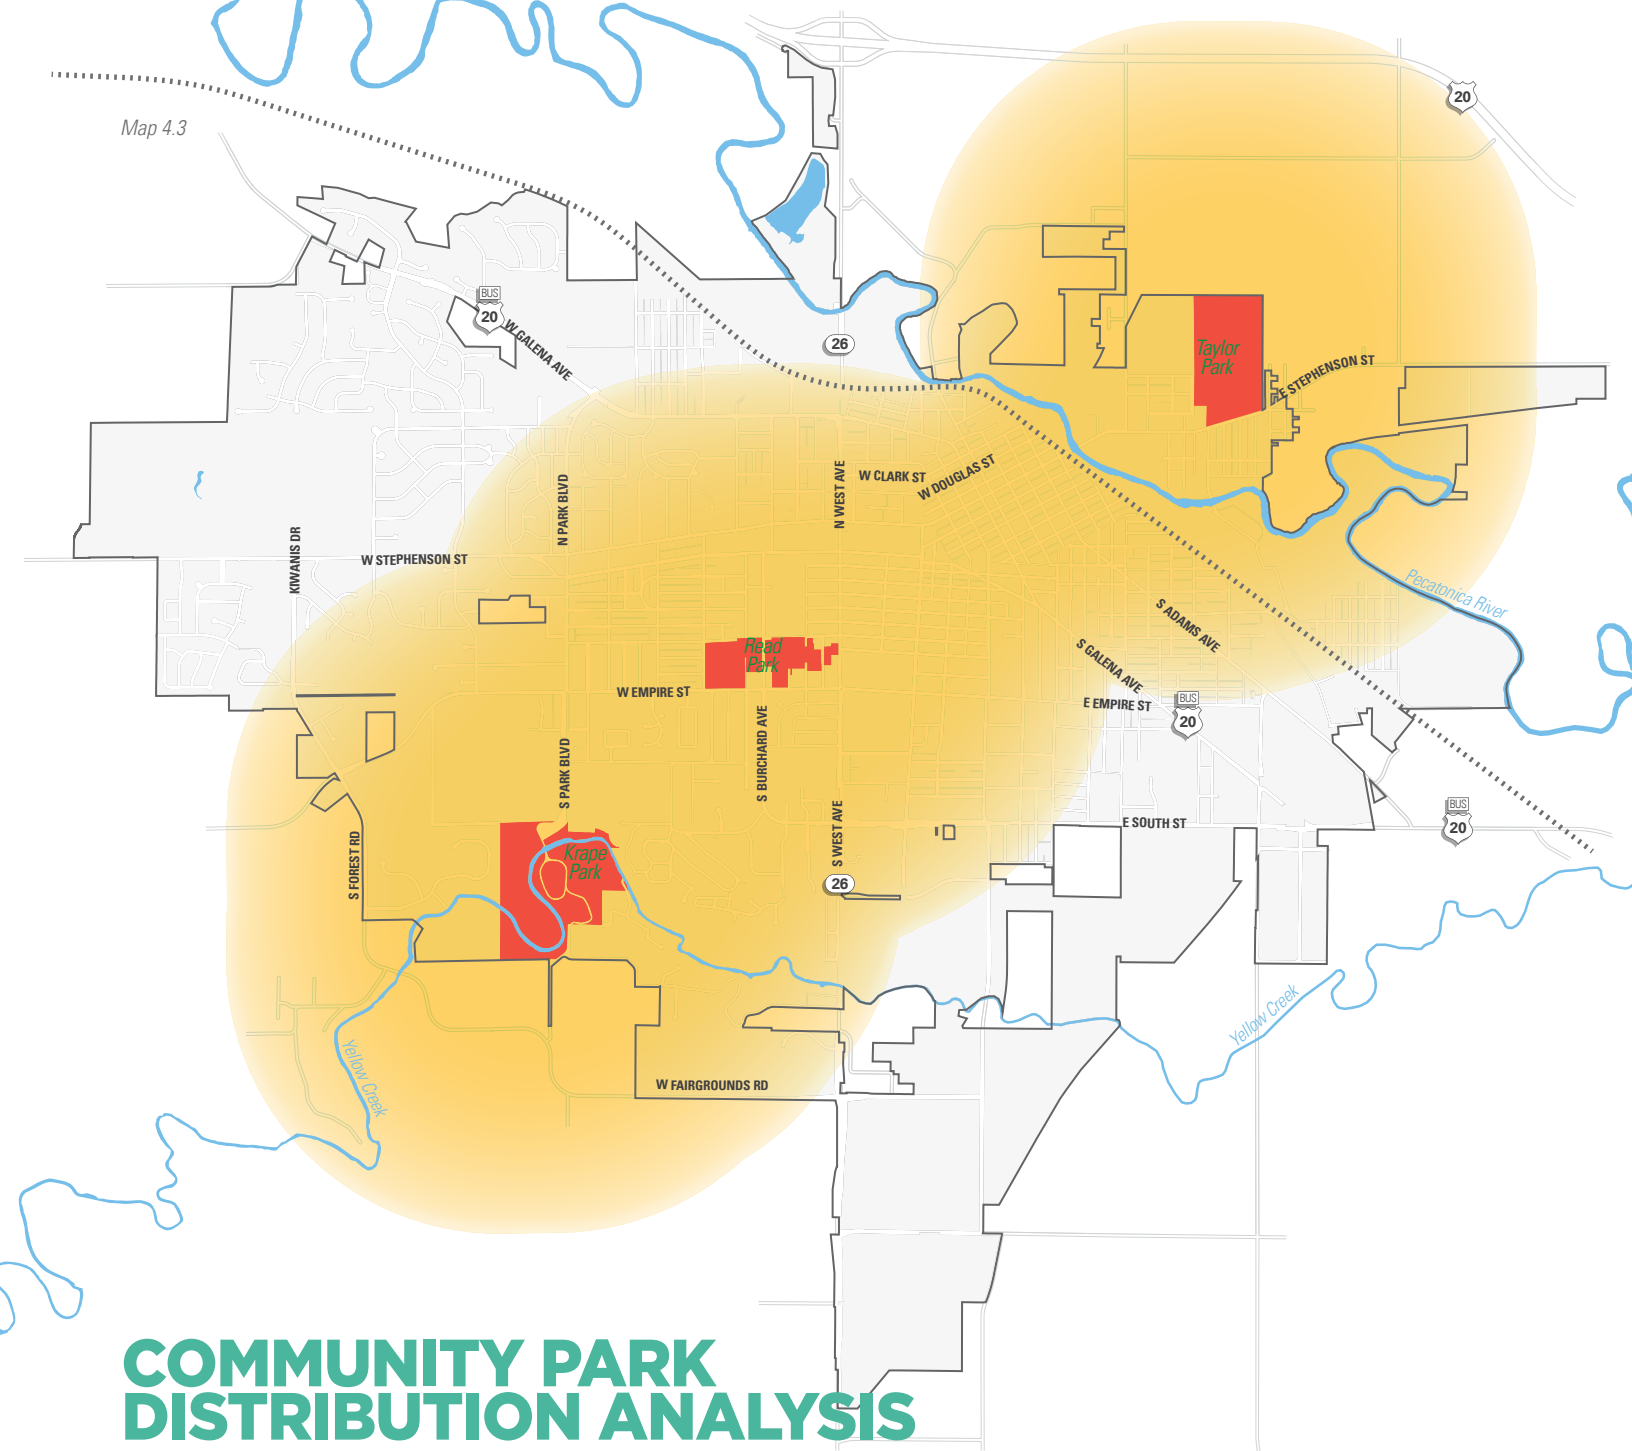 20
Map 4.3
BUS
20
W GALENA AVE
26
Taylor
Park
E STEPHENSON ST
W CLARK ST
W DOUGLAS ST
N WEST AVE
N PARK BLVD
KIWANIS DR
W STEPHENSON ST
Pecatonica River
S ADAMS AVE
Read
Park
S GALENA AVE
W EMPIRE ST
E EMPIRE ST
BUS
20
S BURCHARD AVE
S PARK BLVD
S WEST AVE
BUS
20
E SOUTH ST
S FOREST RD
Krape
Park
26
Yellow Creek
Yellow Creek
W FAIRGROUNDS RD
COMMUNITY PARK
DISTRIBUTION ANALYSIS